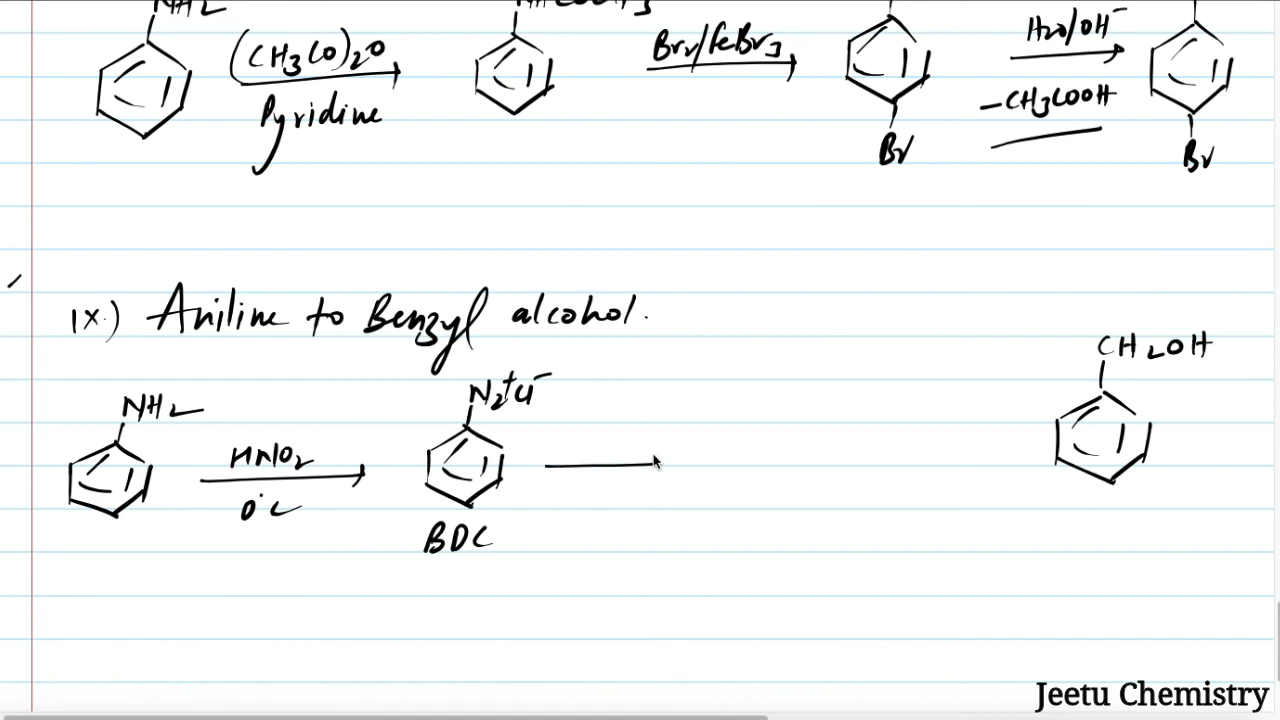 NH2
(CH3CO)2O
Pyridine
Br2/FeBr3
Br
H2O/OH-
-CH3COOH
Br
IX.) Aniline to Benzyl alcohol.
NH2
HNO2
0°C
N2+Cl-
BDC
CH2OH
Jeetu Chemistry